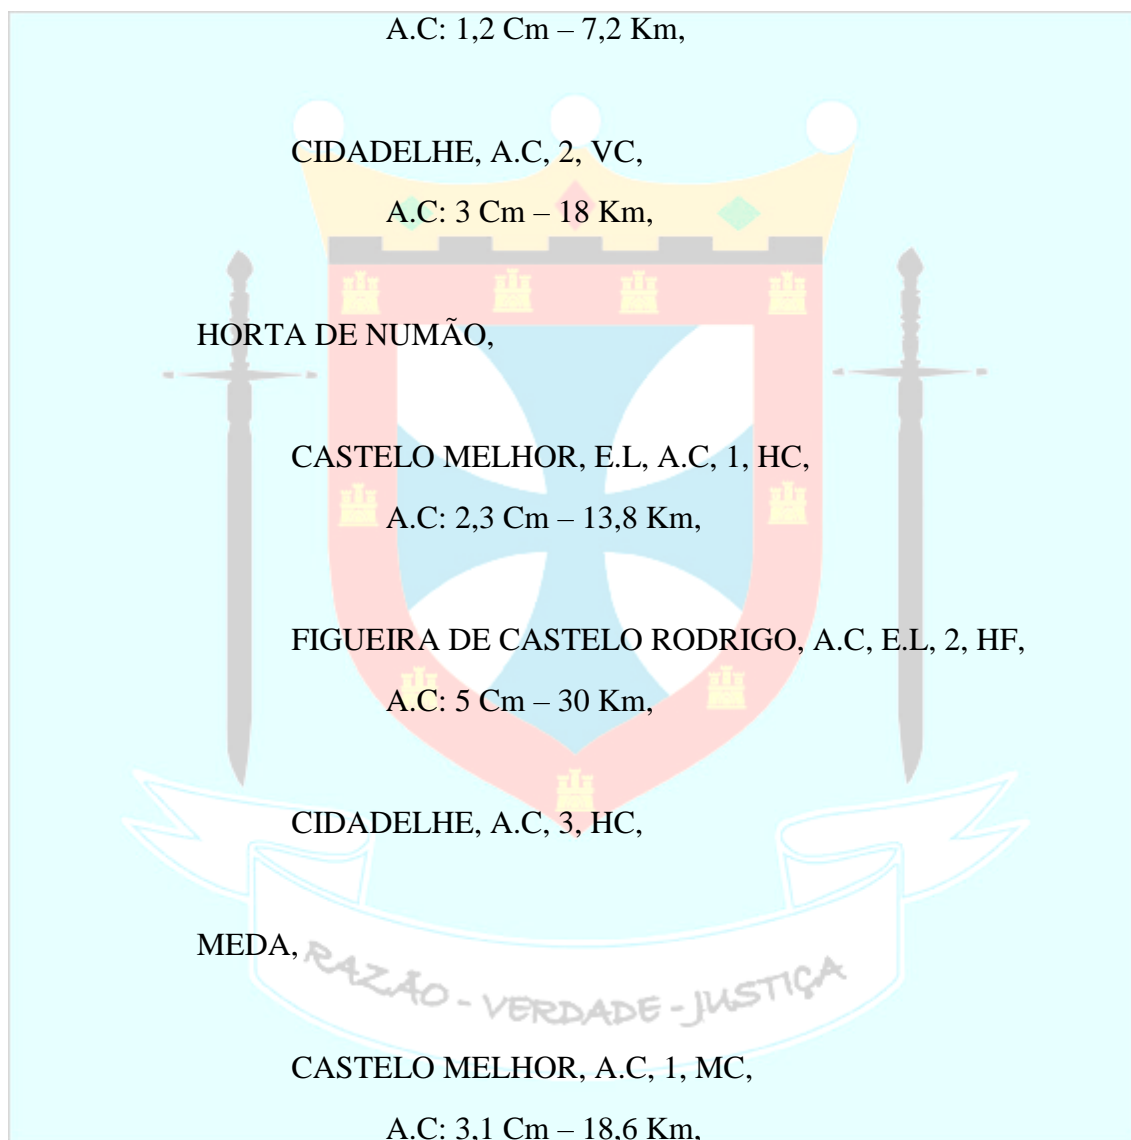 A.C: 1,2 Cm – 7,2 Km,
CIDADELHE, A.C, 2, VC,
A.C: 3 Cm – 18 Km,
HORTA DE NUMÃO,
CASTELO MELHOR, E.L, A.C, 1, HC,
A.C: 2,3 Cm – 13,8 Km,
FIGUEIRA DE CASTELO RODRIGO, A.C, E.L, 2, HF,
A.C: 5 Cm – 30 Km,
CIDADELHE, A.C, 3, HC,
MEDA,
RAZÃO - VERDADE - JUSTIÇA
CASTELO MELHOR, A.C, 1, MC,
A.C: 3,1 Cm – 18,6 Km,